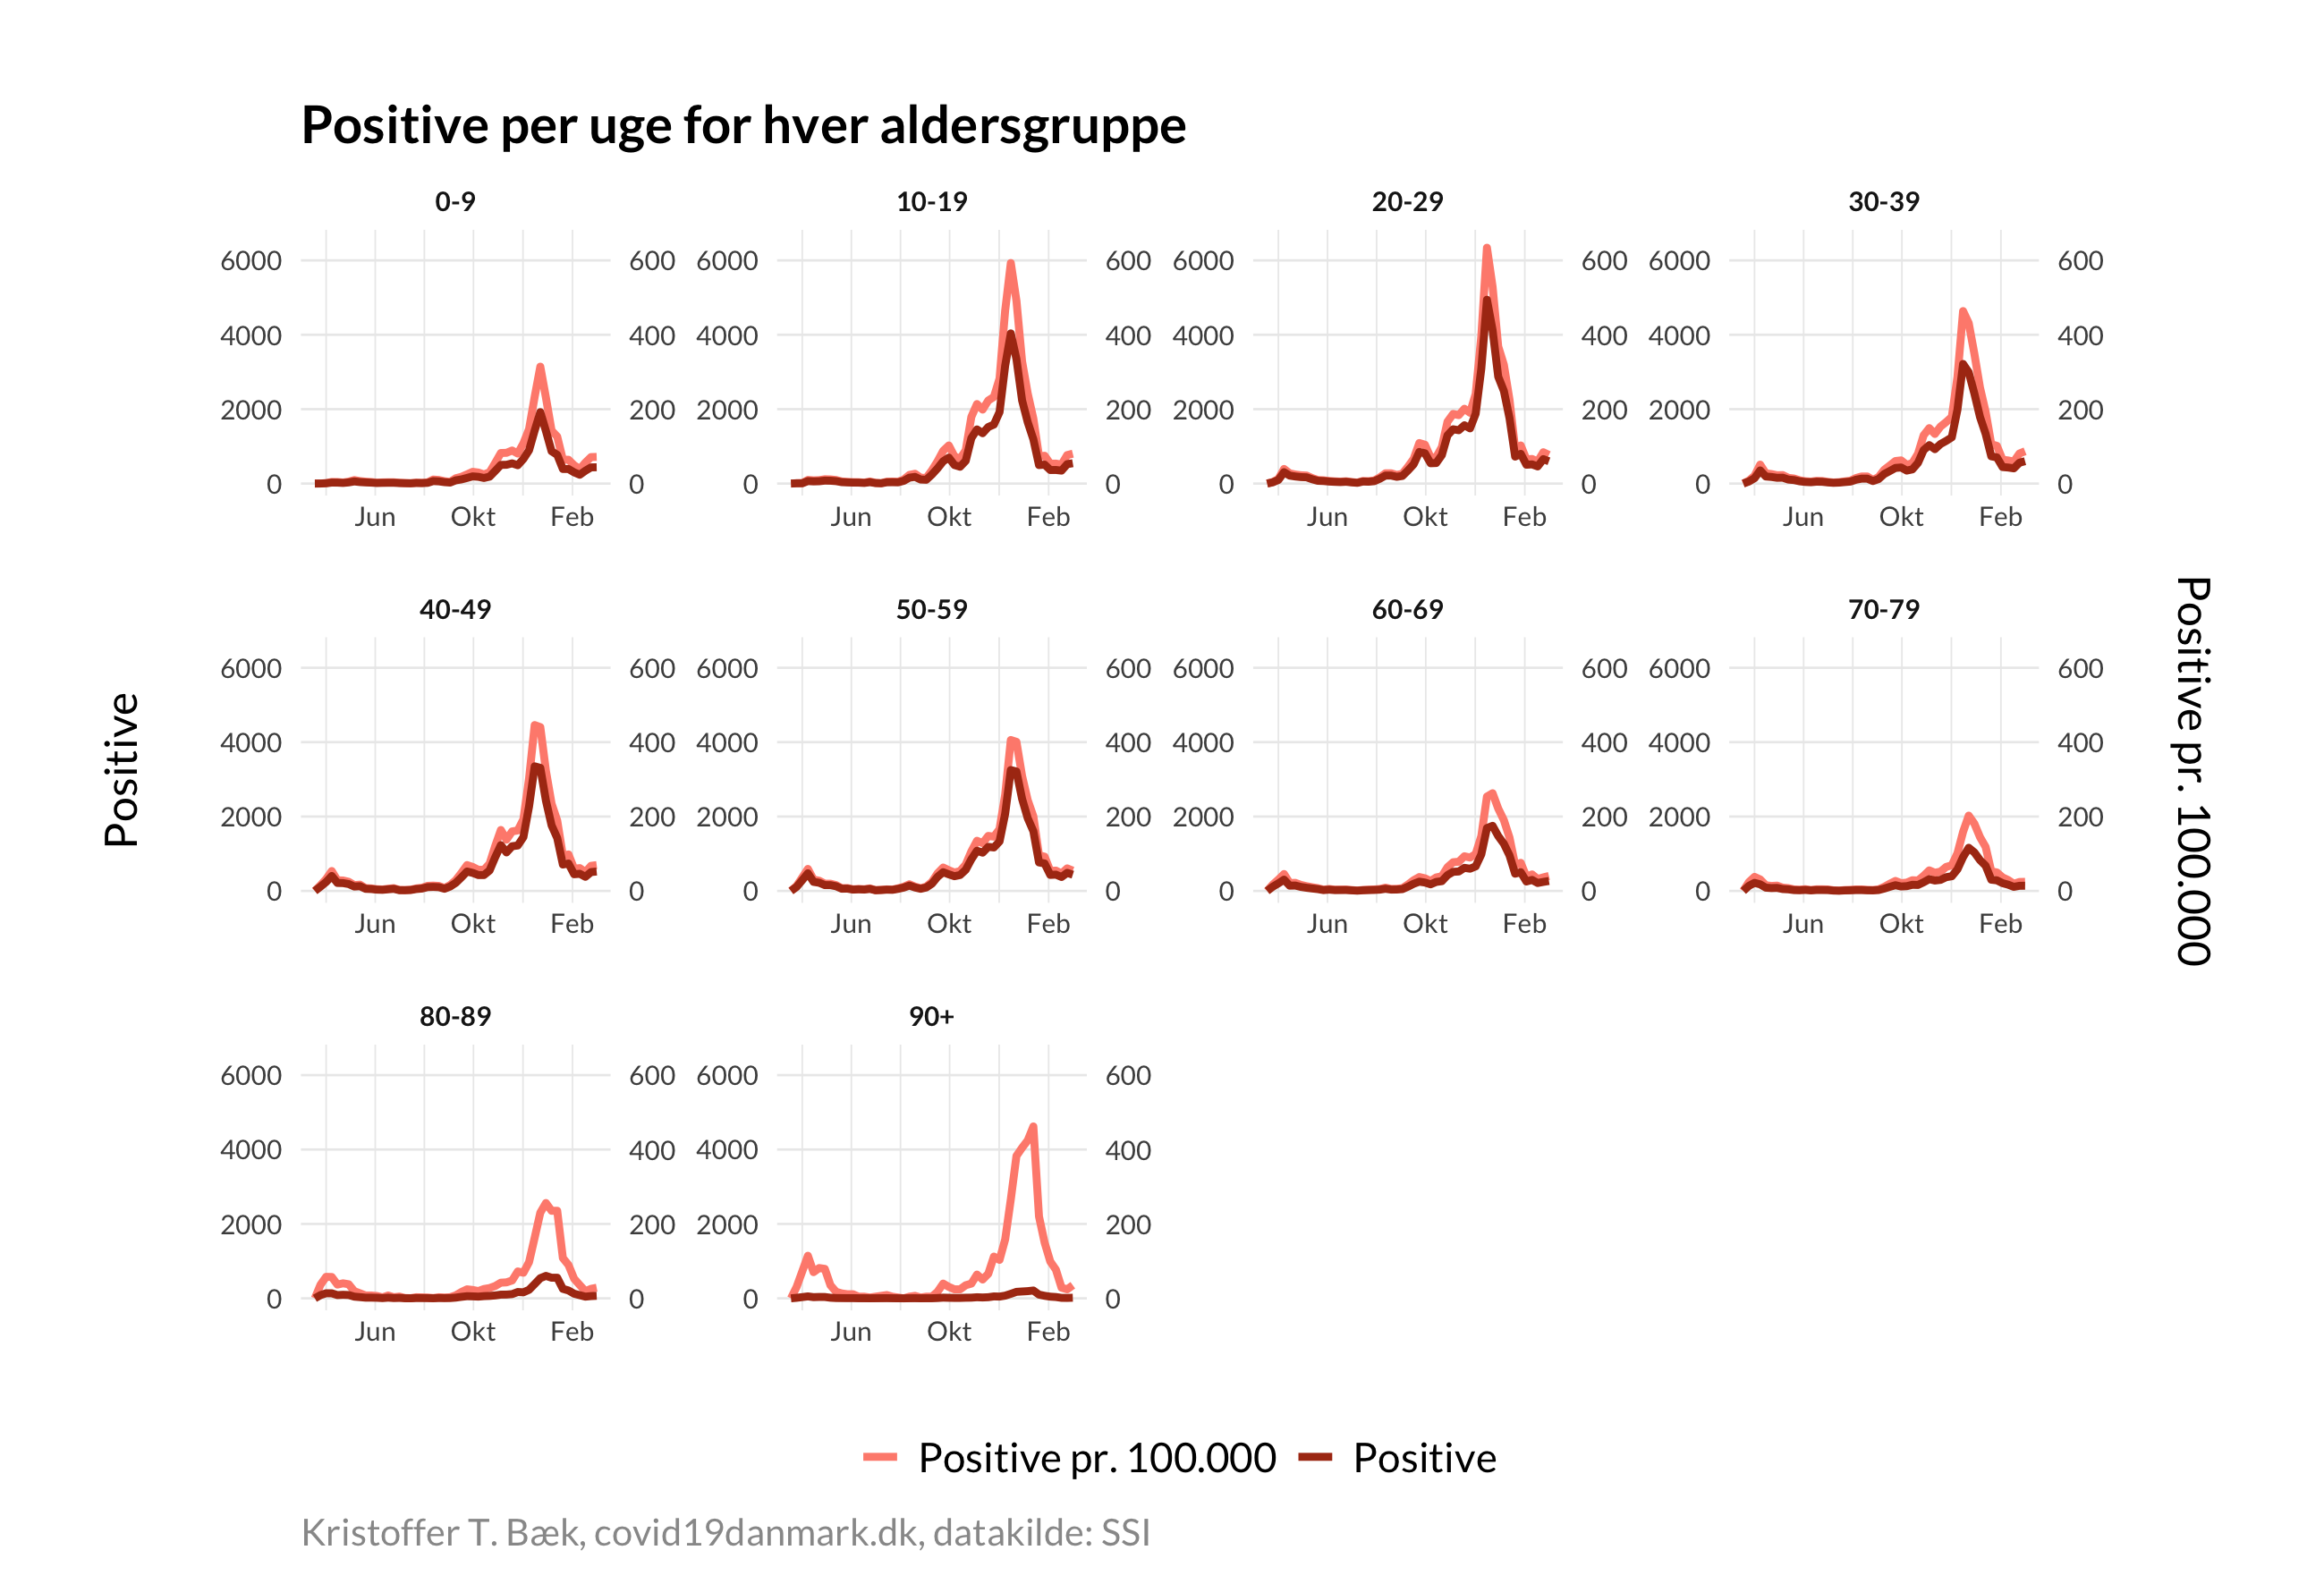 Positive per uge for hver aldersgruppe
0-9 10-19 20-29 30-39
6000 600 6000 600 6000 600 6000 600
4000 400 4000 400 4000 400 4000 400
2000 200 2000 200 2000 200 2000 200
0 0 0 0 0 0 0 0
Jun Okt Feb Jun Okt Feb Jun Okt Feb Jun Okt Feb
Positive
40-49 50-59 60-69 70-79
6000 600 6000 600 6000 600 6000 600
4000 400 4000 400 4000 400 4000 400
2000 200 2000 200 2000 200 2000 200
0 0 0 0 0 0 0 0
Jun Okt Feb Jun Okt Feb Jun Okt Feb Jun Okt Feb
Positive pr. 100.000
80-89 90+
6000 600 6000 600
4000 400 4000 400
2000 200 2000 200
0 0 0 0
Jun Okt Feb Jun Okt Feb
Positive pr. 100.000 Positive
Kristoffer T. Bæk, covid19danmark.dk, datakilde: SSI